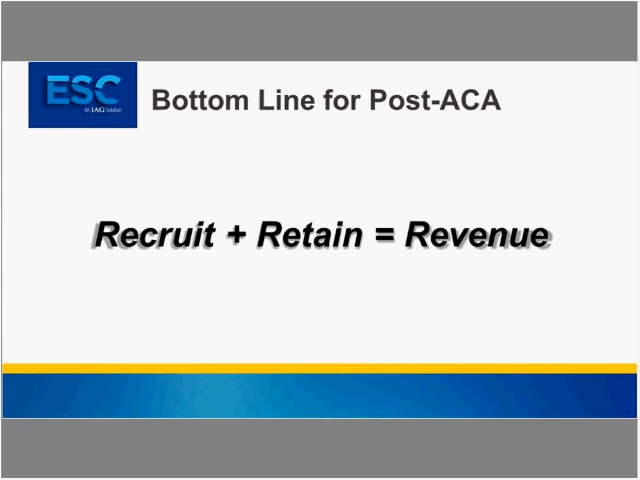 ESC
An IAG Solution
Bottom Line for Post-ACA
Recruit + Retain = Revenue